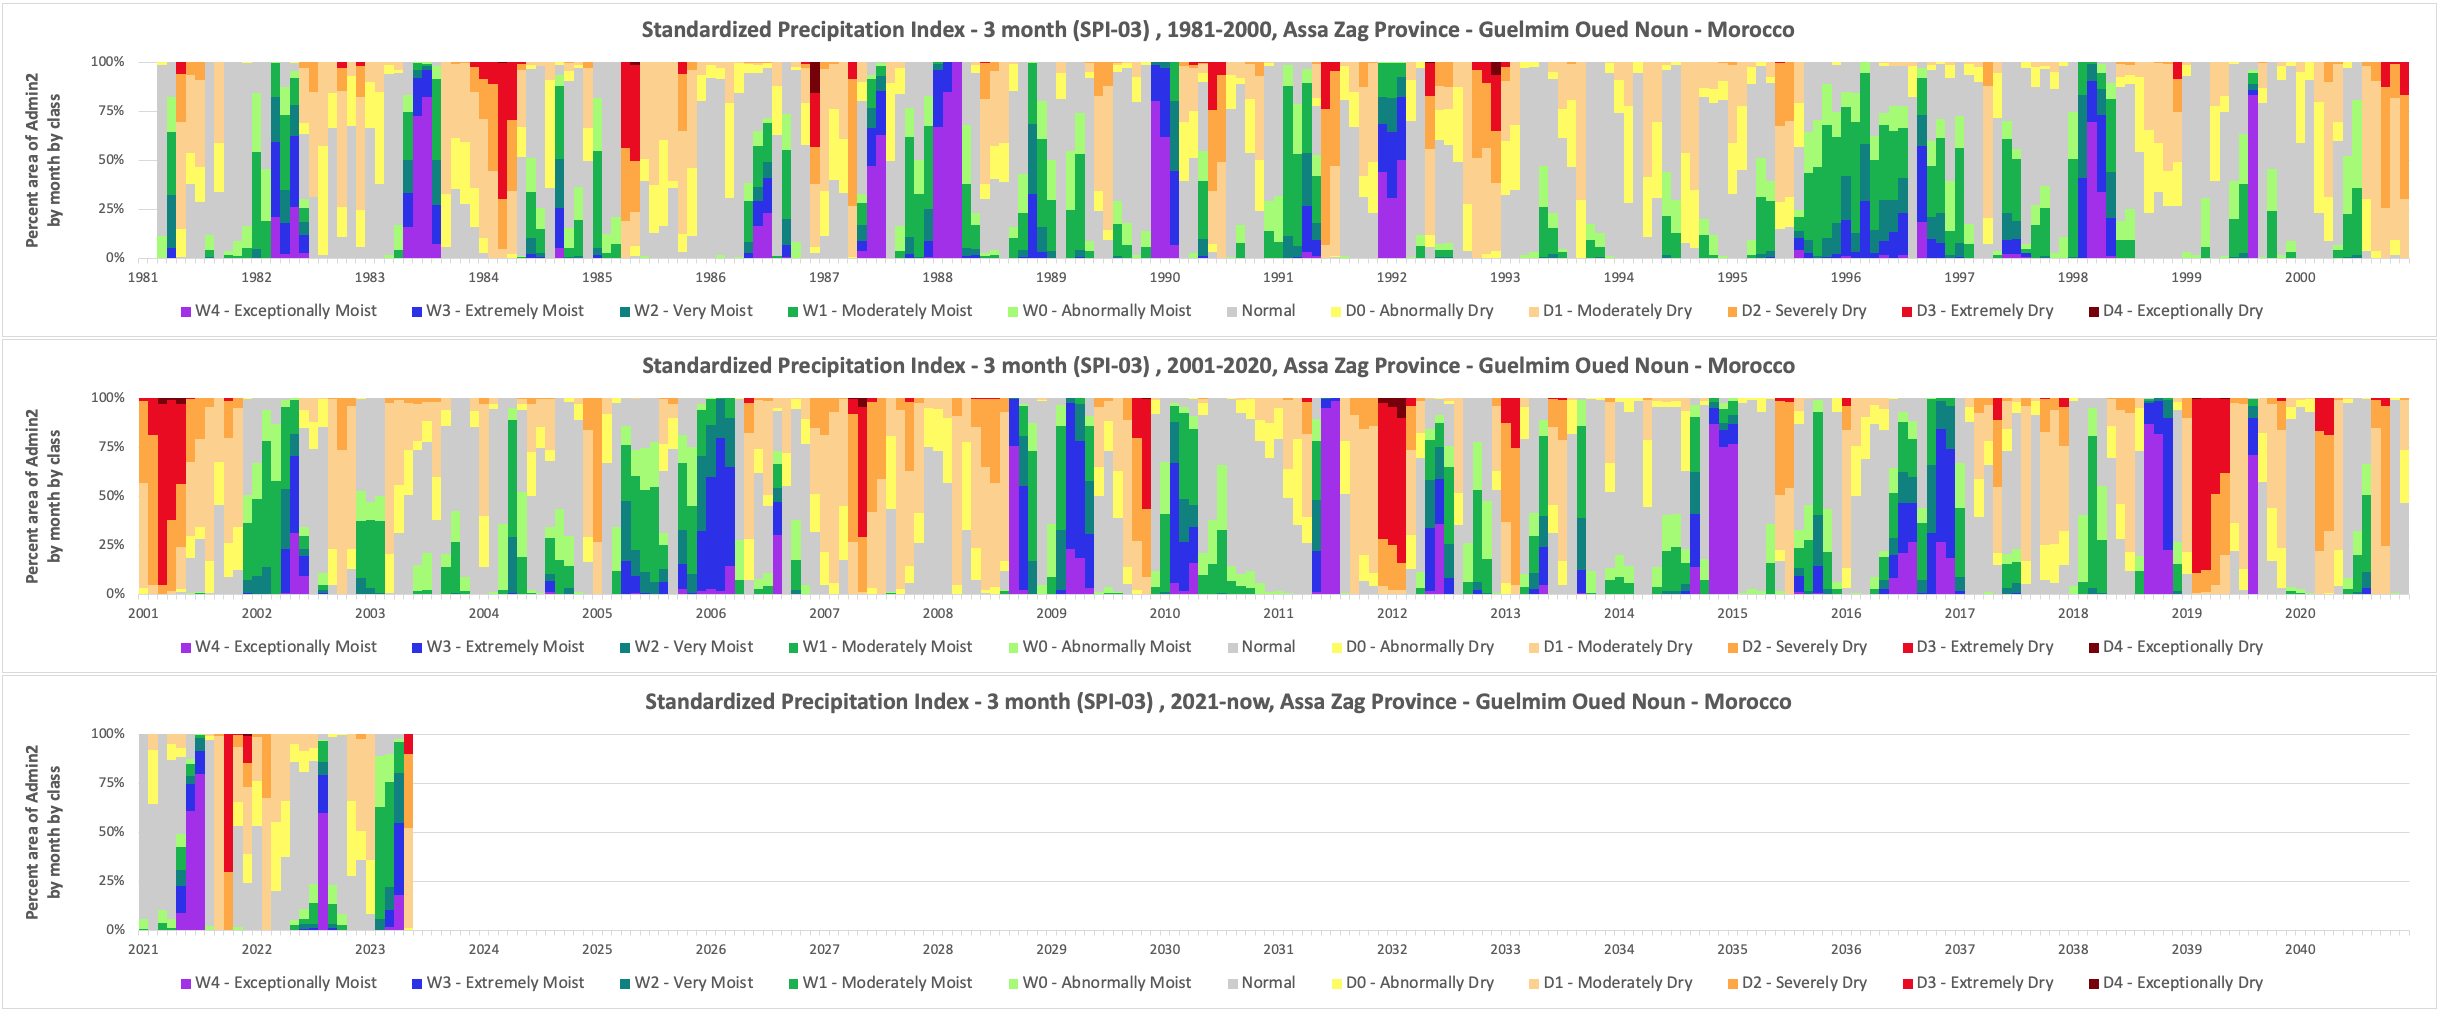 Standardized Precipitation Index - 3 month (SPI-03) , 1981-2000, Assa Zag Province - Guelmim Oued Noun - Morocco
Percent area of Admin2
by month by class
100%
75%
50%
25%
0%
1981 1982 1983 1984 1985 1986 1987 1988 1989 1990 1991 1992 1993 1994 1995 1996 1997 1998 1999 2000
W4 - Exceptionally Moist W3 - Extremely Moist W2 - Very Moist W1 - Moderately Moist W0 - Abnormally Moist Normal D0 - Abnormally Dry D1 - Moderately Dry D2 - Severely Dry D3 - Extremely Dry D4 - Exceptionally Dry
Standardized Precipitation Index - 3 month (SPI-03) , 2001-2020, Assa Zag Province - Guelmim Oued Noun - Morocco
Percent area of Admin2
by month by class
100%
75%
50%
25%
0%
2001 2002 2003 2004 2005 2006 2007 2008 2009 2010 2011 2012 2013 2014 2015 2016 2017 2018 2019 2020
W4 - Exceptionally Moist W3 - Extremely Moist W2 - Very Moist W1 - Moderately Moist W0 - Abnormally Moist Normal D0 - Abnormally Dry D1 - Moderately Dry D2 - Severely Dry D3 - Extremely Dry D4 - Exceptionally Dry
Standardized Precipitation Index - 3 month (SPI-03) , 2021-now, Assa Zag Province - Guelmim Oued Noun - Morocco
Percent area of Admin2
by month by class
100%
75%
50%
25%
0%
2021 2022 2023 2024 2025 2026 2027 2028 2029 2030 2031 2032 2033 2034 2035 2036 2037 2038 2039 2040
W4 - Exceptionally Moist W3 - Extremely Moist W2 - Very Moist W1 - Moderately Moist W0 - Abnormally Moist Normal D0 - Abnormally Dry D1 - Moderately Dry D2 - Severely Dry D3 - Extremely Dry D4 - Exceptionally Dry